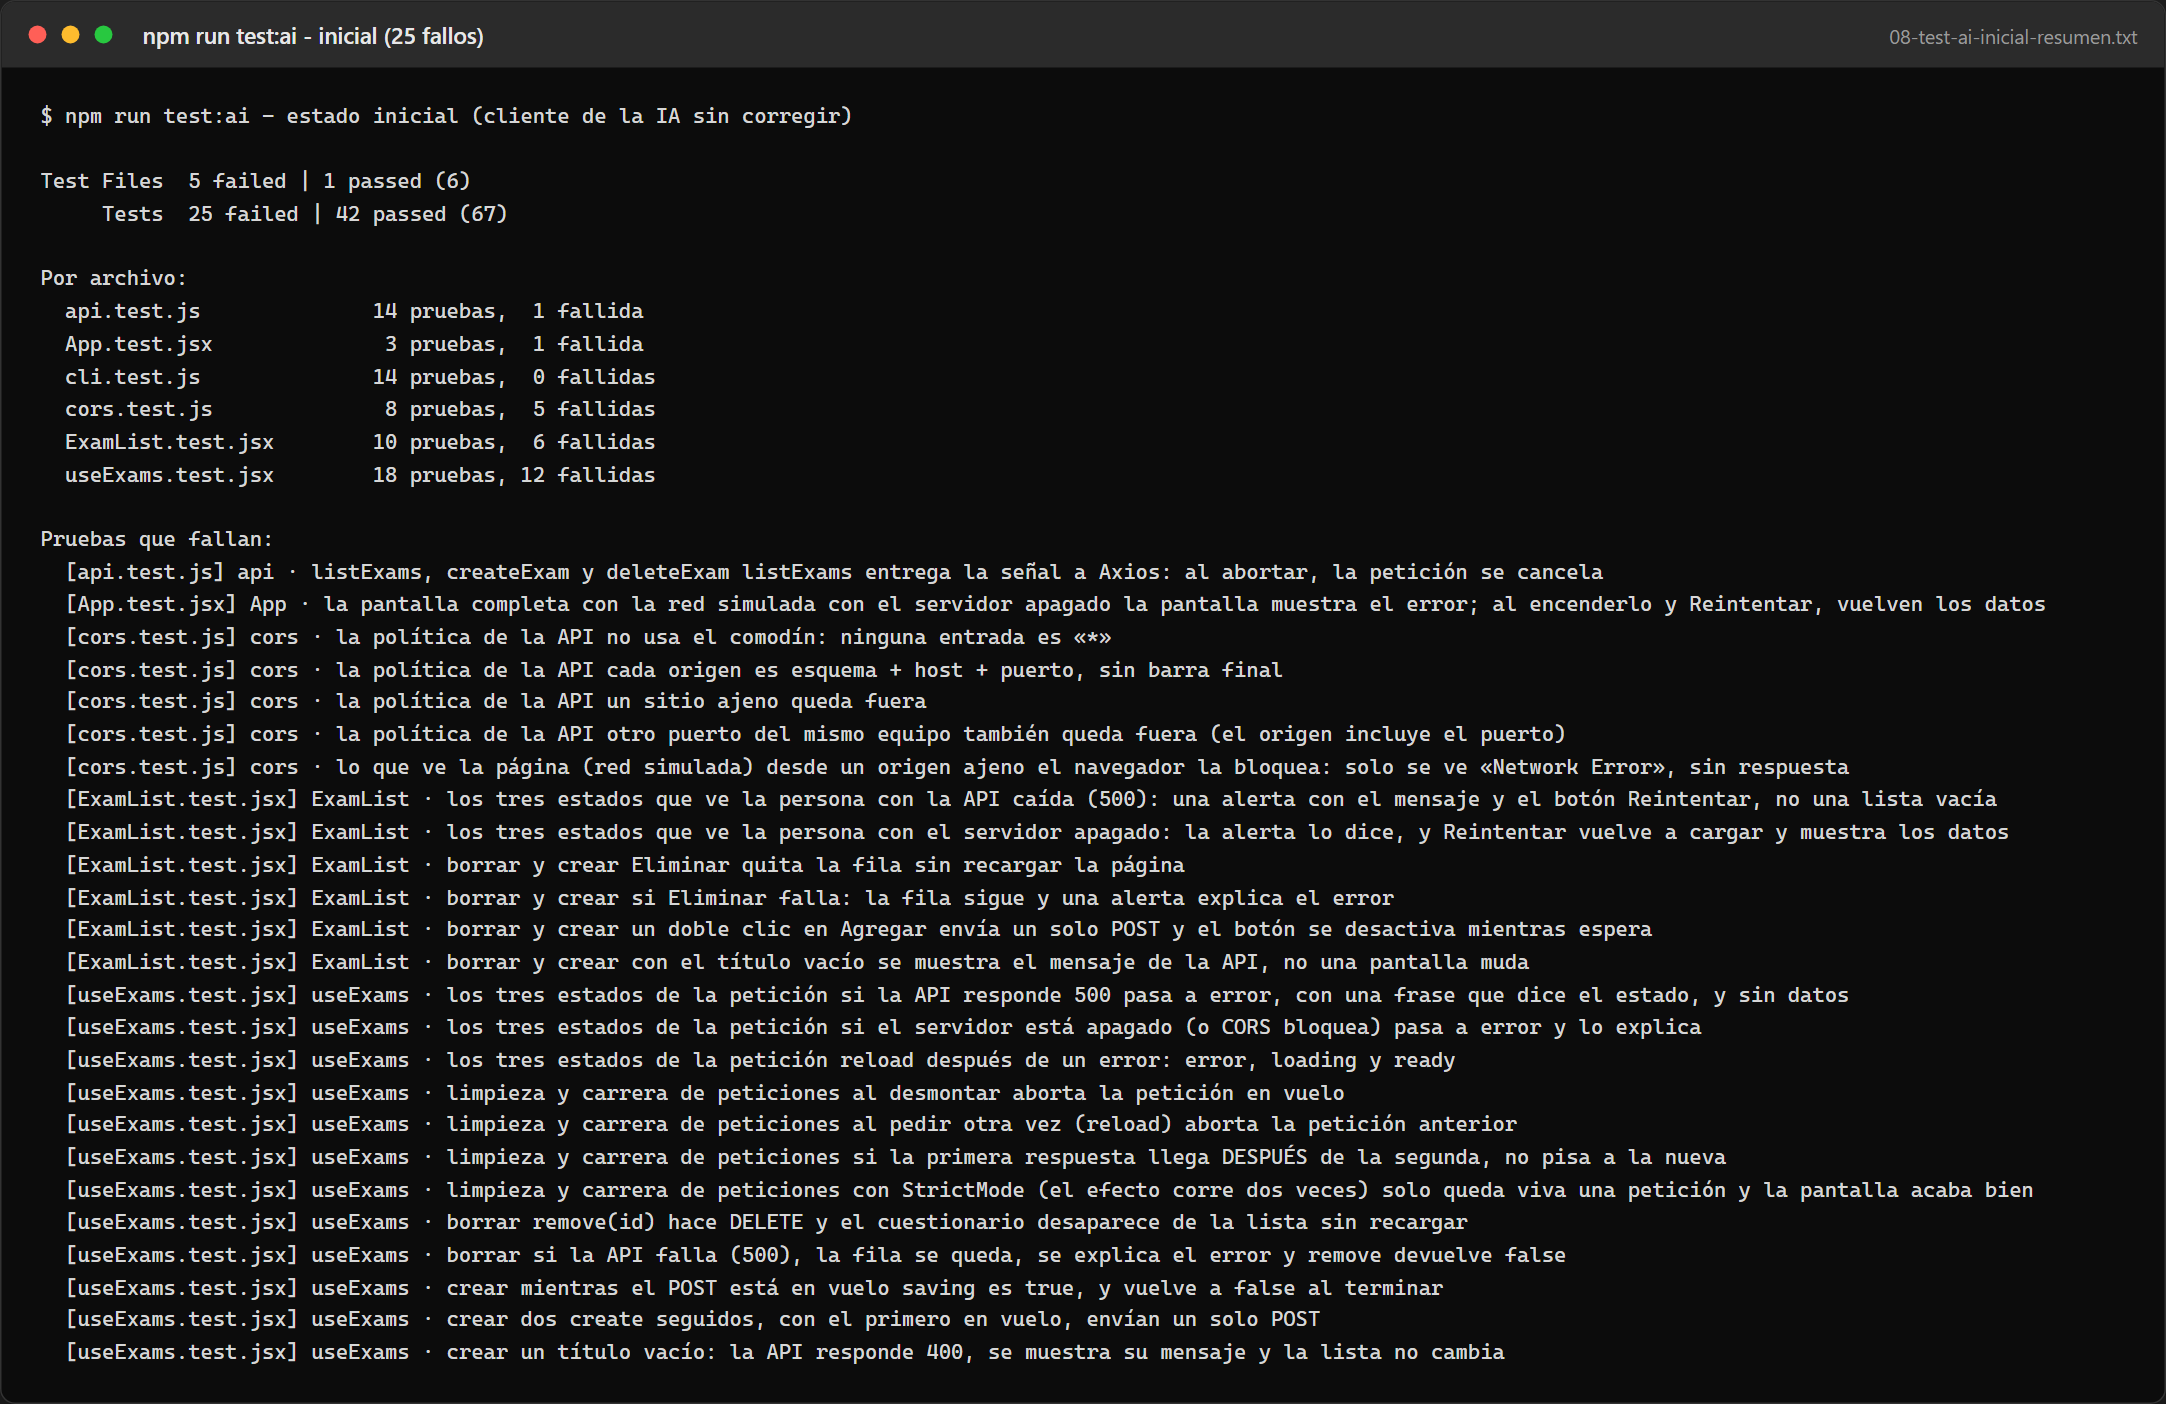 npm run test:ai - inicial (25 fallos)
08-test-ai-inicial-resumen.txt
$ npm run test:ai — estado inicial (cliente de la IA sin corregir)
Test Files  5 failed | 1 passed (6)
Tests  25 failed | 42 passed (67)
Por archivo:
api.test.js 14 pruebas, 1 fallida
App.test.jsx 3 pruebas, 1 fallida
cli.test.js 14 pruebas, 0 fallidas
cors.test.js 8 pruebas, 5 fallidas
ExamList.test.jsx 10 pruebas, 6 fallidas
useExams.test.jsx 18 pruebas, 12 fallidas
Pruebas que fallan:
[api.test.js] api · listExams, createExam y deleteExam listExams entrega la señal a Axios: al abortar, la petición se cancela
[App.test.jsx] App · la pantalla completa con la red simulada con el servidor apagado la pantalla muestra el error; al encenderlo y Reintentar, vuelven los datos
[cors.test.js] cors · la política de la API no usa el comodín: ninguna entrada es «*»
[cors.test.js] cors · la política de la API cada origen es esquema + host + puerto, sin barra final
[cors.test.js] cors · la política de la API un sitio ajeno queda fuera
[cors.test.js] cors · la política de la API otro puerto del mismo equipo también queda fuera (el origen incluye el puerto)
[cors.test.js] cors · lo que ve la página (red simulada) desde un origen ajeno el navegador la bloquea: solo se ve «Network Error», sin respuesta
[ExamList.test.jsx] ExamList · los tres estados que ve la persona con la API caída (500): una alerta con el mensaje y el botón Reintentar, no una lista vacía
[ExamList.test.jsx] ExamList · los tres estados que ve la persona con el servidor apagado: la alerta lo dice, y Reintentar vuelve a cargar y muestra los datos
[ExamList.test.jsx] ExamList · borrar y crear Eliminar quita la fila sin recargar la página
[ExamList.test.jsx] ExamList · borrar y crear si Eliminar falla: la fila sigue y una alerta explica el error
[ExamList.test.jsx] ExamList · borrar y crear un doble clic en Agregar envía un solo POST y el botón se desactiva mientras espera
[ExamList.test.jsx] ExamList · borrar y crear con el título vacío se muestra el mensaje de la API, no una pantalla muda
[useExams.test.jsx] useExams · los tres estados de la petición si la API responde 500 pasa a error, con una frase que dice el estado, y sin datos
[useExams.test.jsx] useExams · los tres estados de la petición si el servidor está apagado (o CORS bloquea) pasa a error y lo explica
[useExams.test.jsx] useExams · los tres estados de la petición reload después de un error: error, loading y ready
[useExams.test.jsx] useExams · limpieza y carrera de peticiones al desmontar aborta la petición en vuelo
[useExams.test.jsx] useExams · limpieza y carrera de peticiones al pedir otra vez (reload) aborta la petición anterior
[useExams.test.jsx] useExams · limpieza y carrera de peticiones si la primera respuesta llega DESPUÉS de la segunda, no pisa a la nueva
[useExams.test.jsx] useExams · limpieza y carrera de peticiones con StrictMode (el efecto corre dos veces) solo queda viva una petición y la pantalla acaba bien
[useExams.test.jsx] useExams · borrar remove(id) hace DELETE y el cuestionario desaparece de la lista sin recargar
[useExams.test.jsx] useExams · borrar si la API falla (500), la fila se queda, se explica el error y remove devuelve false
[useExams.test.jsx] useExams · crear mientras el POST está en vuelo saving es true, y vuelve a false al terminar
[useExams.test.jsx] useExams · crear dos create seguidos, con el primero en vuelo, envían un solo POST
[useExams.test.jsx] useExams · crear un título vacío: la API responde 400, se muestra su mensaje y la lista no cambia